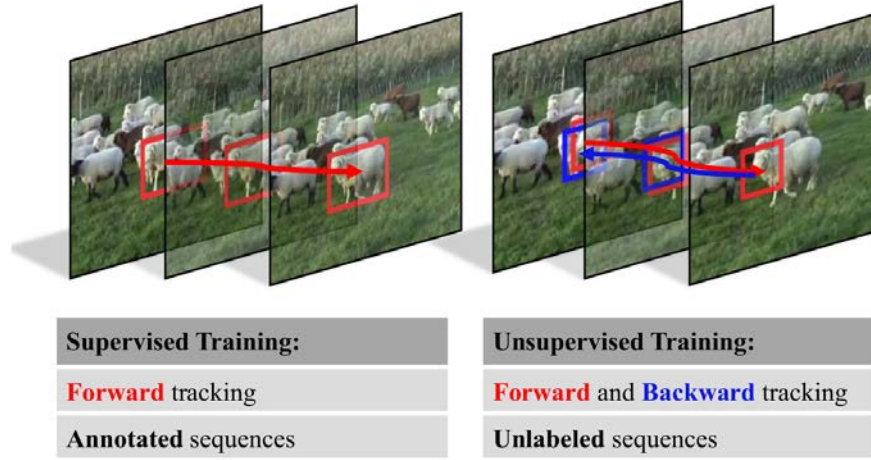 Supervised Training:
Forward tracking
Annotated sequences
Unsupervised Training:
Forward and Backward tracking
Unlabeled sequences